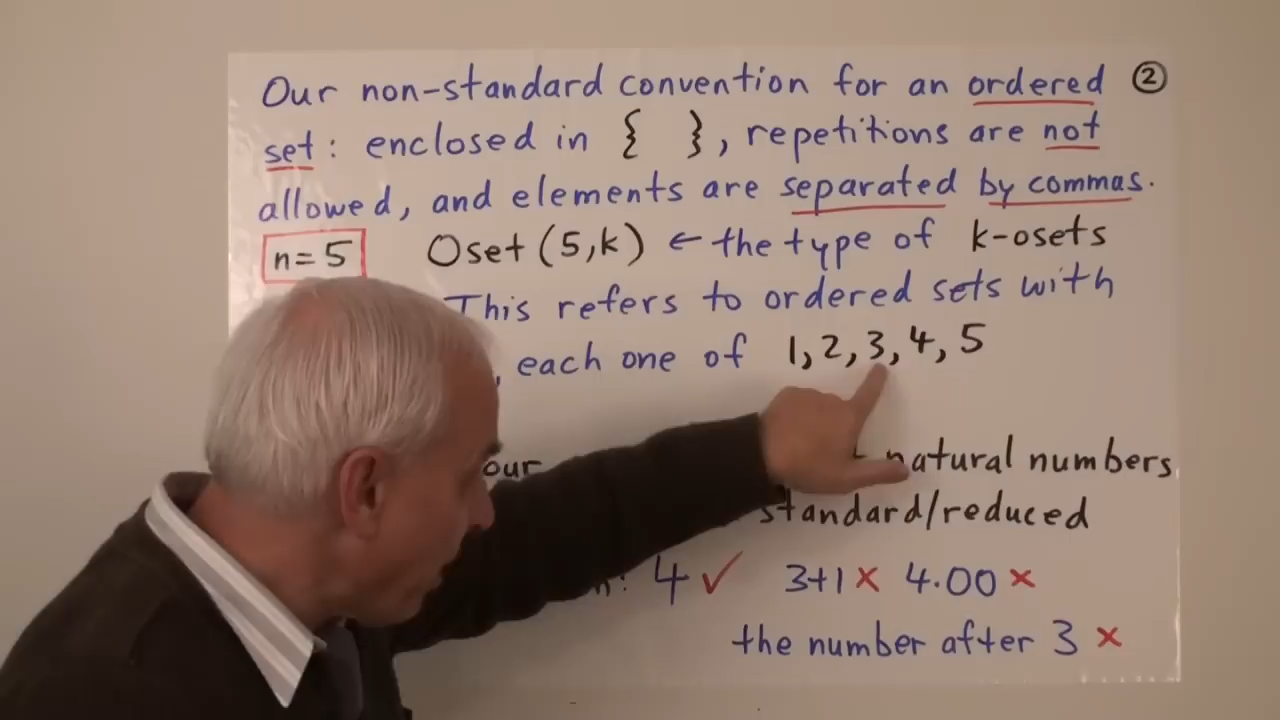 Our non-standard convention for an ordered ②
set: enclosed in { }, repetitions are not
allowed, and elements are separated by commas.
n=5 Oset (5,k) ← the type of k-osets
This refers to ordered sets with
, each one of 1, 2, 3, 4, 5
our natural numbers
standard/reduced
4 ✓ 3+1 × 4.00 ×
the number after 3 ×